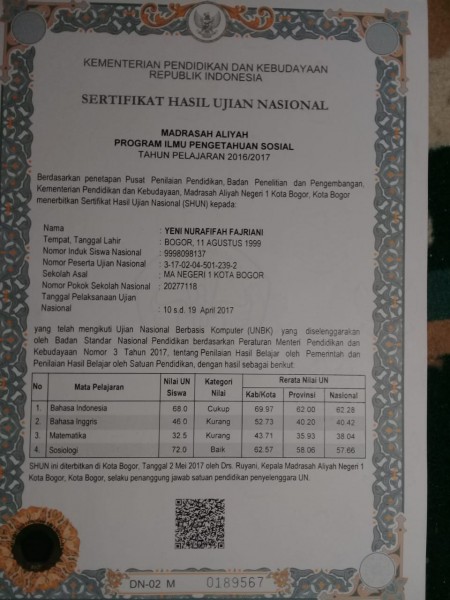 KEMENTERIAN PENDIDIKAN DAN KEBUDAYAAN
REPUBLIK INDONESIA
SERTIFIKAT HASIL UJIAN NASIONAL
MADRASAH ALIYAH
PROGRAM ILMU PENGETAHUAN SOSIAL
TAHUN PELAJARAN 2016/2017
Berdasarkan penetapan Pusat Penilaian Pendidikan, Badan Penelitian dan Pengembangan,
Kementerian Pendidikan dan Kebudayaan, Madrasah Aliyah Negeri 1 Kota Bogor, Kota Bogor
menerbitkan Sertifikat Hasil Ujian Nasional (SHUN) kepada:
Nama : YENI NURAFIFAH FAJRIANI
Tempat, Tanggal Lahir : BOGOR, 11 AGUSTUS 1999
Nomor Induk Siswa Nasional : 9998098137
Nomor Peserta Ujian Nasional : 3-17-02-04-501-239-2
Sekolah Asal : MA NEGERI 1 KOTA BOGOR
Nomor Pokok Sekolah Nasional : 20277118
Tanggal Pelaksanaan Ujian
Nasional : 10 s.d. 19 April 2017
yang telah mengikuti Ujian Nasional Berbasis Komputer (UNBK) yang diselenggarakan
oleh Badan Standar Nasional Pendidikan berdasarkan Peraturan Menteri Pendidikan dan
Kebudayaan Nomor 3 Tahun 2017, tentang Penilaian Hasil Belajar oleh Pemerintah dan
Penilaian Hasil Belajar oleh Satuan Pendidikan, dengan hasil sebagai berikut:
No Mata Pelajaran Nilai UN Siswa Kategori Nilai Rerata Nilai UN
Kab/Kota Provinsi Nasional
1. Bahasa Indonesia 68.0 Cukup 69.97 62.00 62.28
2. Bahasa Inggris 46.0 Kurang 52.73 40.20 40.42
3. Matematika 32.5 Kurang 43.71 35.93 38.04
4. Sosiologi 72.0 Baik 62.57 58.06 57.66
SHUN ini diterbitkan di Kota Bogor, Tanggal 2 Mei 2017 oleh Drs. Ruyani, Kepala Madrasah Aliyah Negeri 1
Kota Bogor, Kota Bogor, selaku penanggung jawab satuan pendidikan penyelenggara UN.
DN-02 M 0189567